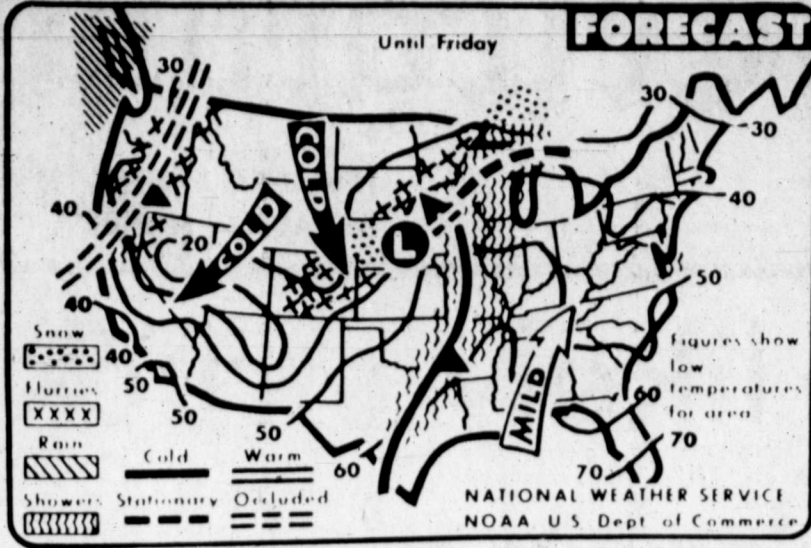 FORECAST
Until Friday
30
30
30
COLD
COLD
40
40
20
L
50
40
Snow
40
Figures show
low
temperatures
for area
Flurries
50
50
50
60
MILD
60
70
70
Rain
Cold
Warm
Showers
Stationary
Occluded
NATIONAL WEATHER SERVICE
NOAA U S Dept of Commerce